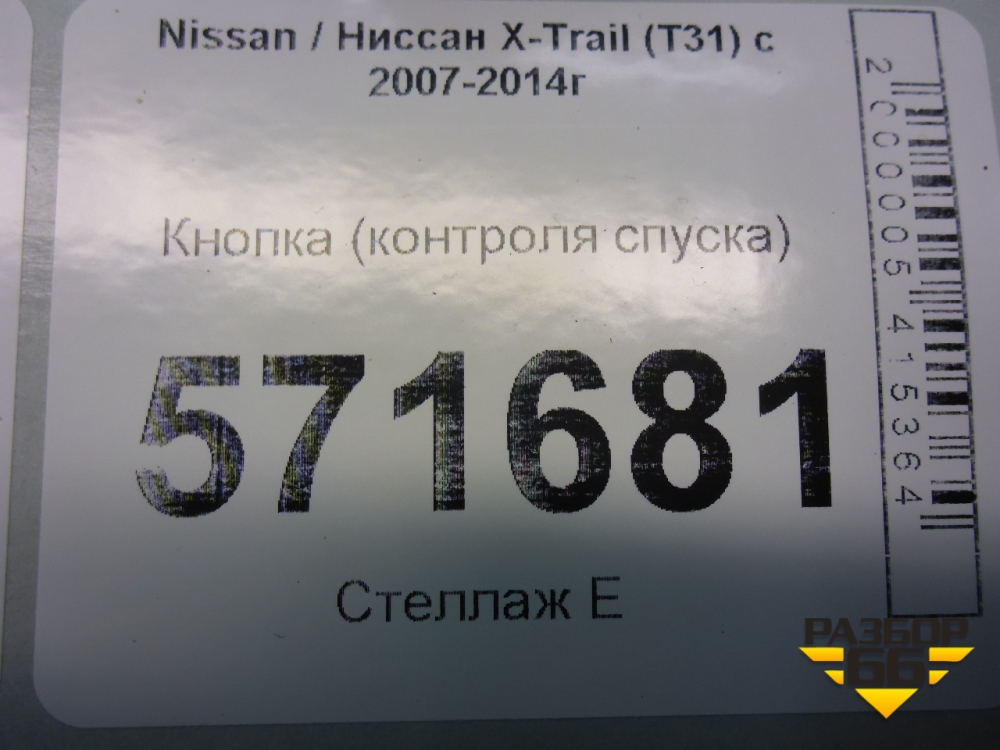 Nissan / Ниссан X-Trail (T31) с
2007-2014г
Кнопка (контроля спуска)
571681
Стеллаж E
2000005415364
РАЗБОР
66